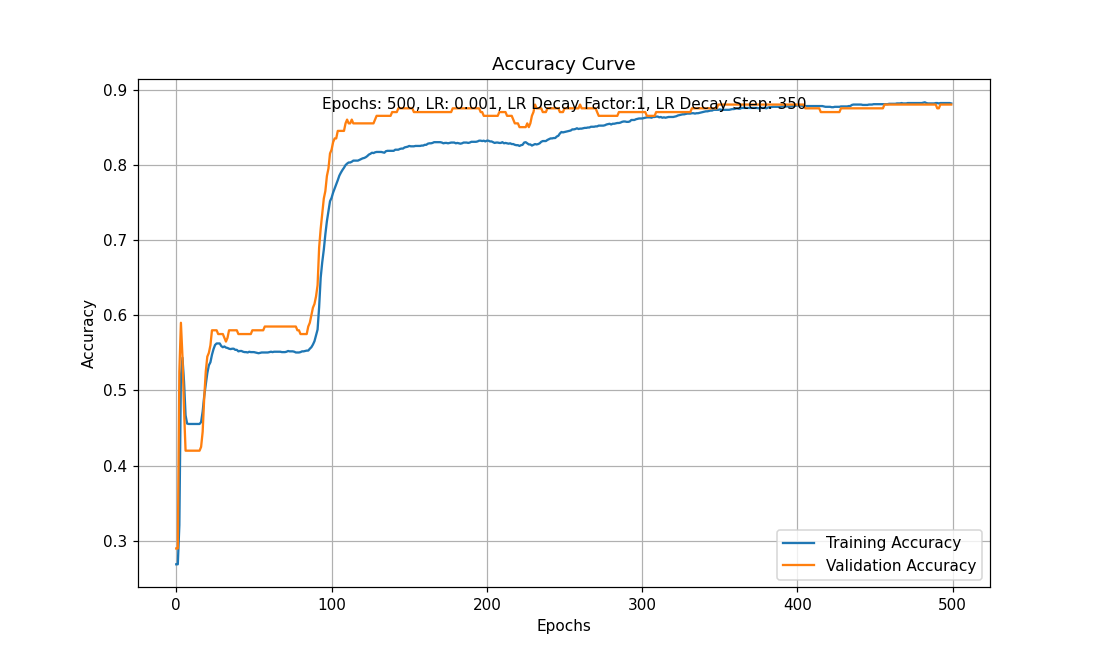 Accuracy Curve
Epochs: 500, LR: 0.001, LR Decay Factor:1, LR Decay Step: 350
0.9
0.8
0.7
0.6
0.5
0.4
0.3
Accuracy
0 100 200 300 400 500
Epochs
Training Accuracy
Validation Accuracy